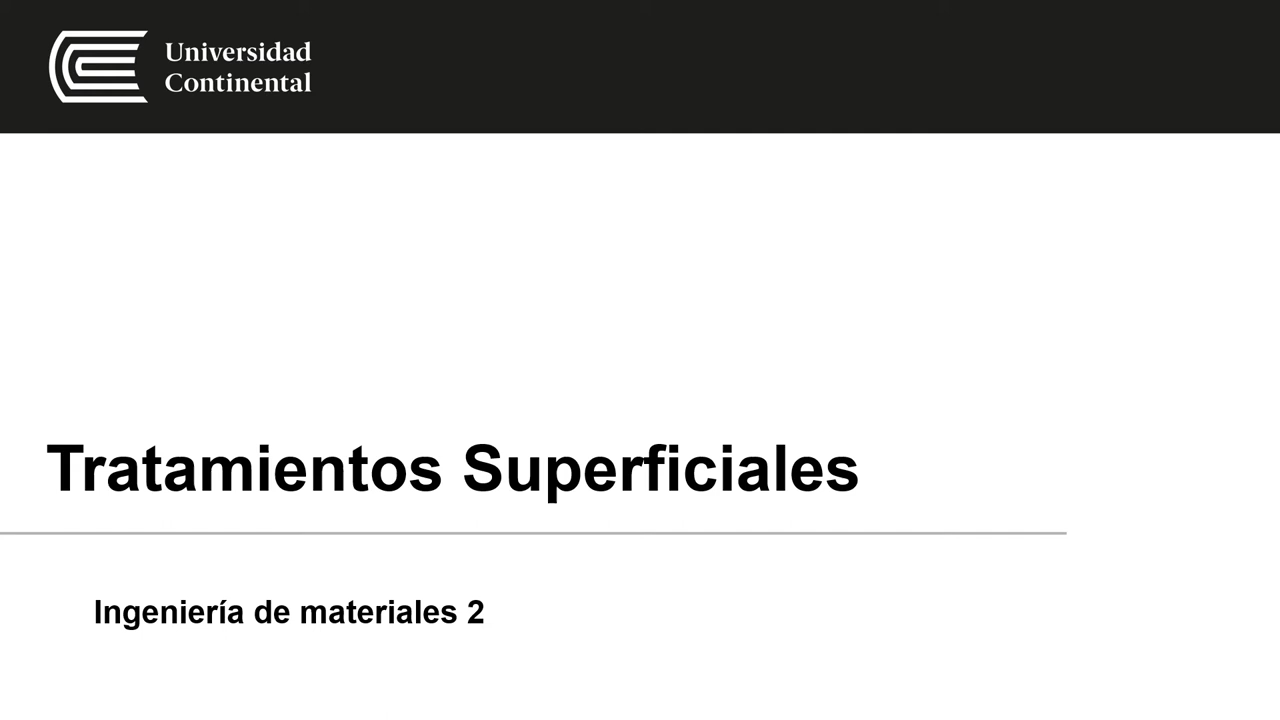 Universidad
Continental
Tratamientos Superficiales
Ingeniería de materiales 2